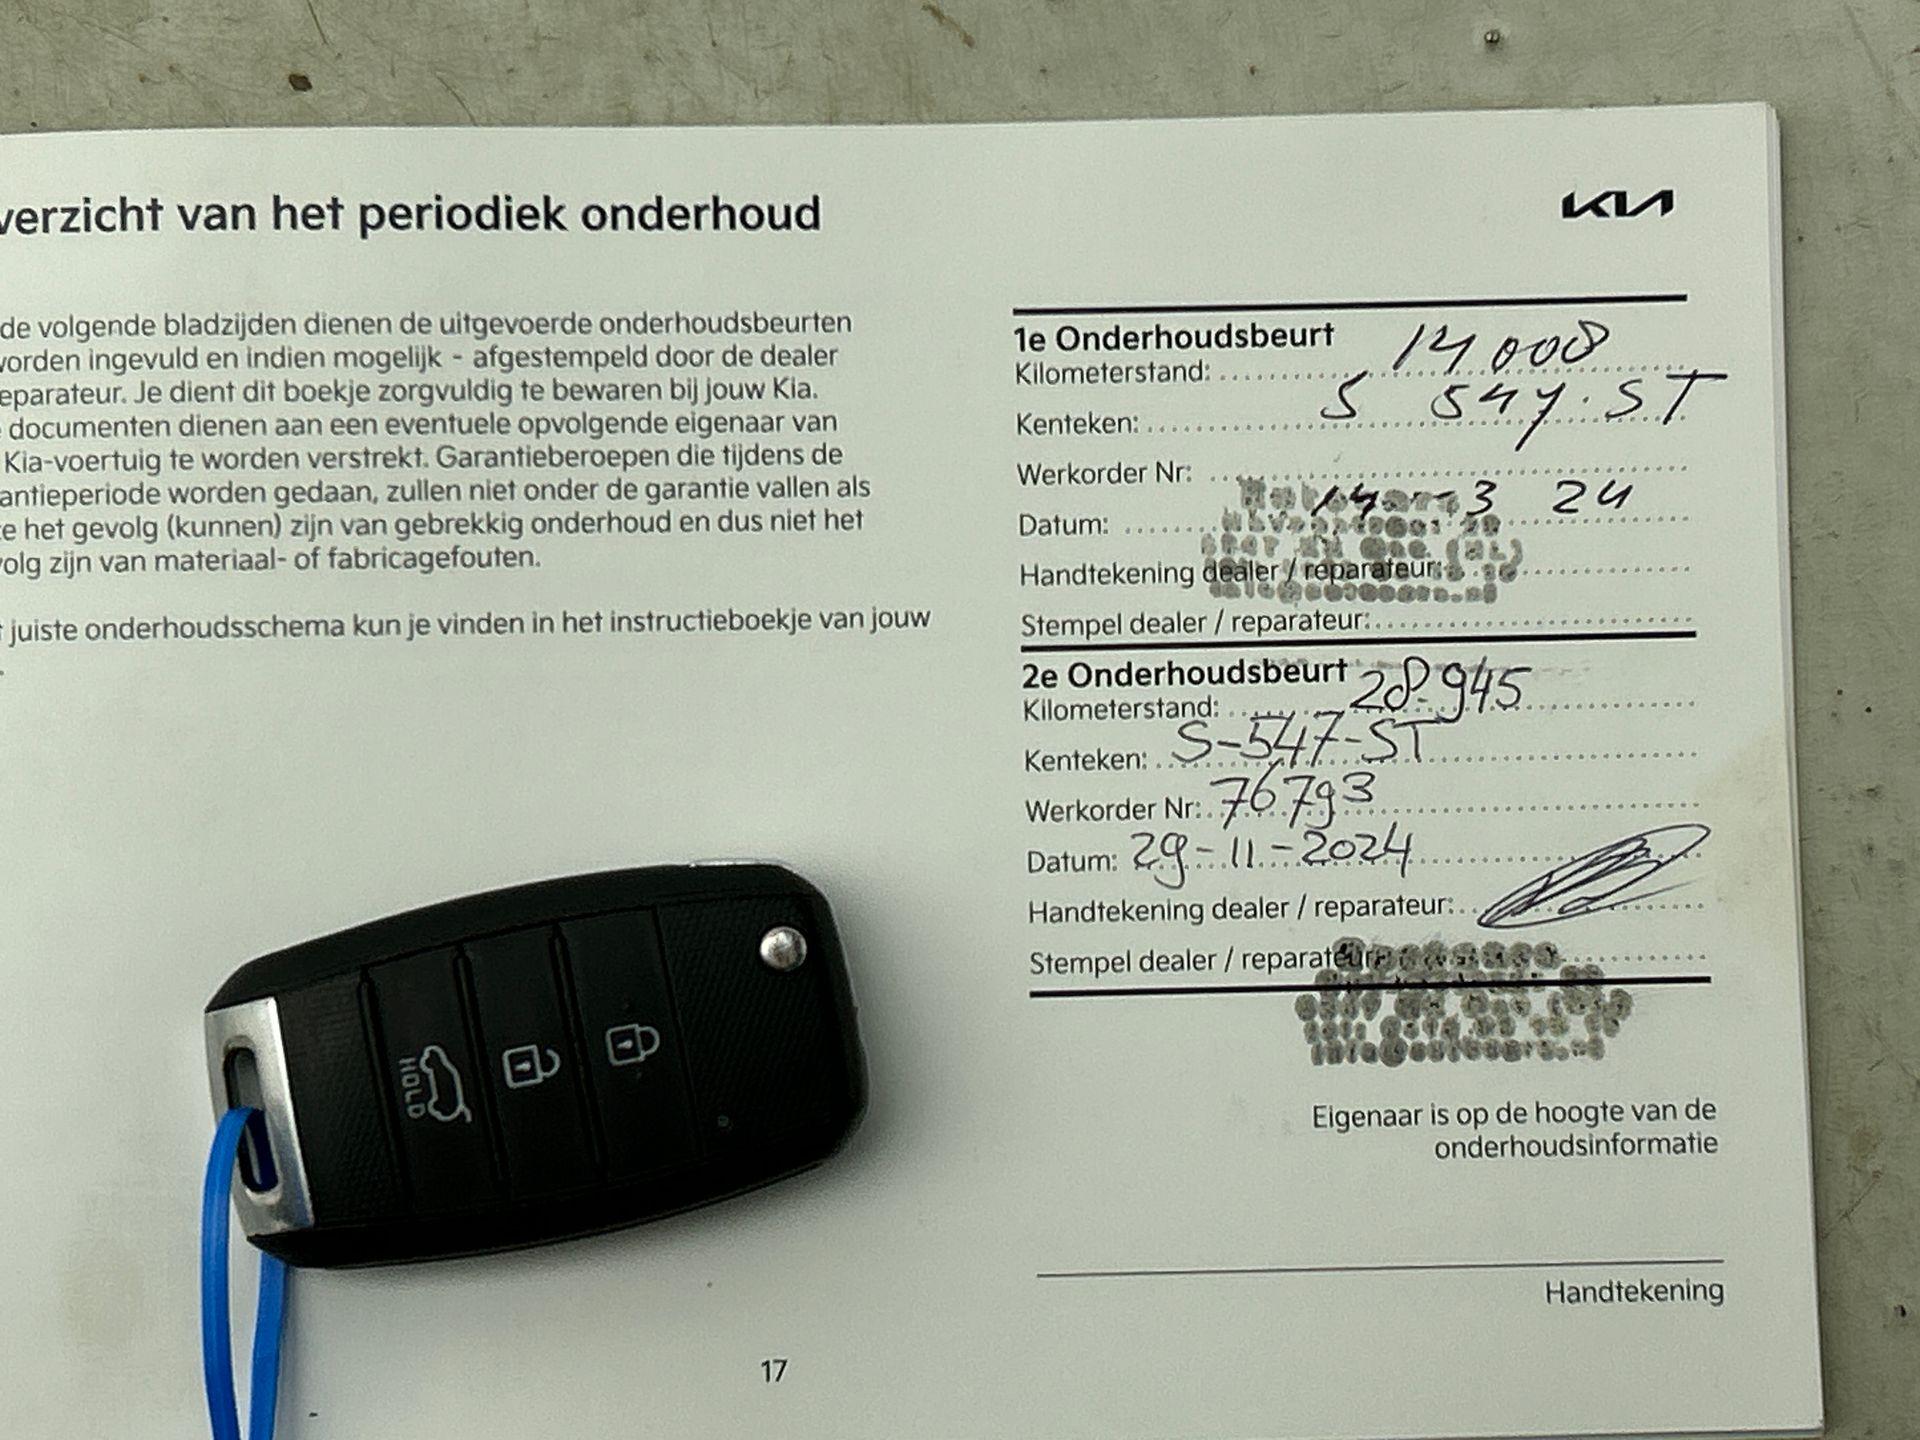 verzicht van het periodiek onderhoud
KIA
de volgende bladzijden dienen de uitgevoerde onderhoudsbeurten
vorden ingevuld en indien mogelijk - afgestempeld door de dealer
eparateur. Je dient dit boekje zorgvuldig te bewaren bij jouw Kia.
documenten dienen aan een eventuele opvolgende eigenaar van
Kia-voertuig te worden verstrekt. Garantieberoepen die tijdens de
antieperiode worden gedaan, zullen niet onder de garantie vallen als
e het gevolg (kunnen) zijn van gebrekkig onderhoud en dus niet het
volg zijn van materiaal- of fabricagefouten.
juiste onderhoudsschema kun je vinden in het instructieboekje van jouw
1e Onderhoudsbeurt
Kilometerstand: 14 008
Kenteken: S 547.ST
Werkorder Nr:
Datum: 14 - 3 24
Handtekening dealer / reparateur:
Stempel dealer / reparateur:
2e Onderhoudsbeurt
Kilometerstand: 28.945
Kenteken: S-547-ST
Werkorder Nr: 76793
Datum: 29-11-2024
Handtekening dealer / reparateur:
Stempel dealer / reparateur:
Eigenaar is op de hoogte van de
onderhoudsinformatie
Handtekening
HOLD
17